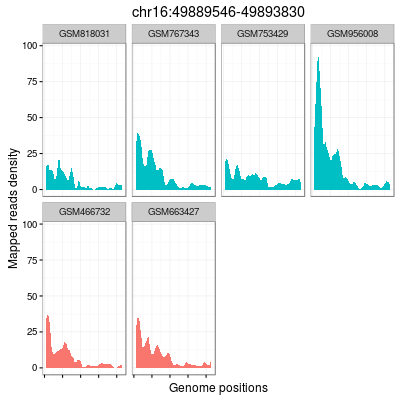 chr16:49889546-49893830
GSM818031 GSM767343 GSM753429 GSM956008
100
75
50
25
0
GSM466732 GSM663427
100
75
50
25
0
Mapped reads density
Genome positions